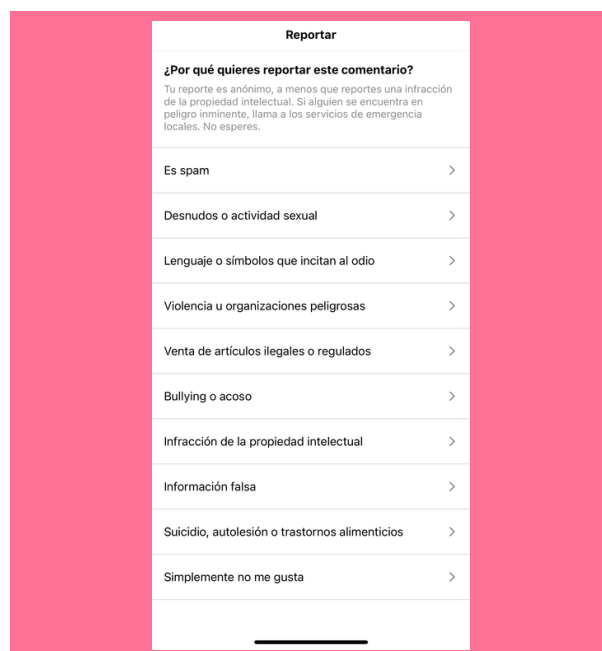 Reportar
¿Por qué quieres reportar este comentario?
Tu reporte es anónimo, a menos que reportes una infracción
de la propiedad intelectual. Si alguien se encuentra en
peligro inminente, llama a los servicios de emergencia
locales. No esperes.
Es spam
Desnudos o actividad sexual
Lenguaje o símbolos que incitan al odio
Violencia u organizaciones peligrosas
Venta de artículos ilegales o regulados
Bullying o acoso
Infracción de la propiedad intelectual
Información falsa
Suicidio, autolesión o trastornos alimenticios
Simplemente no me gusta